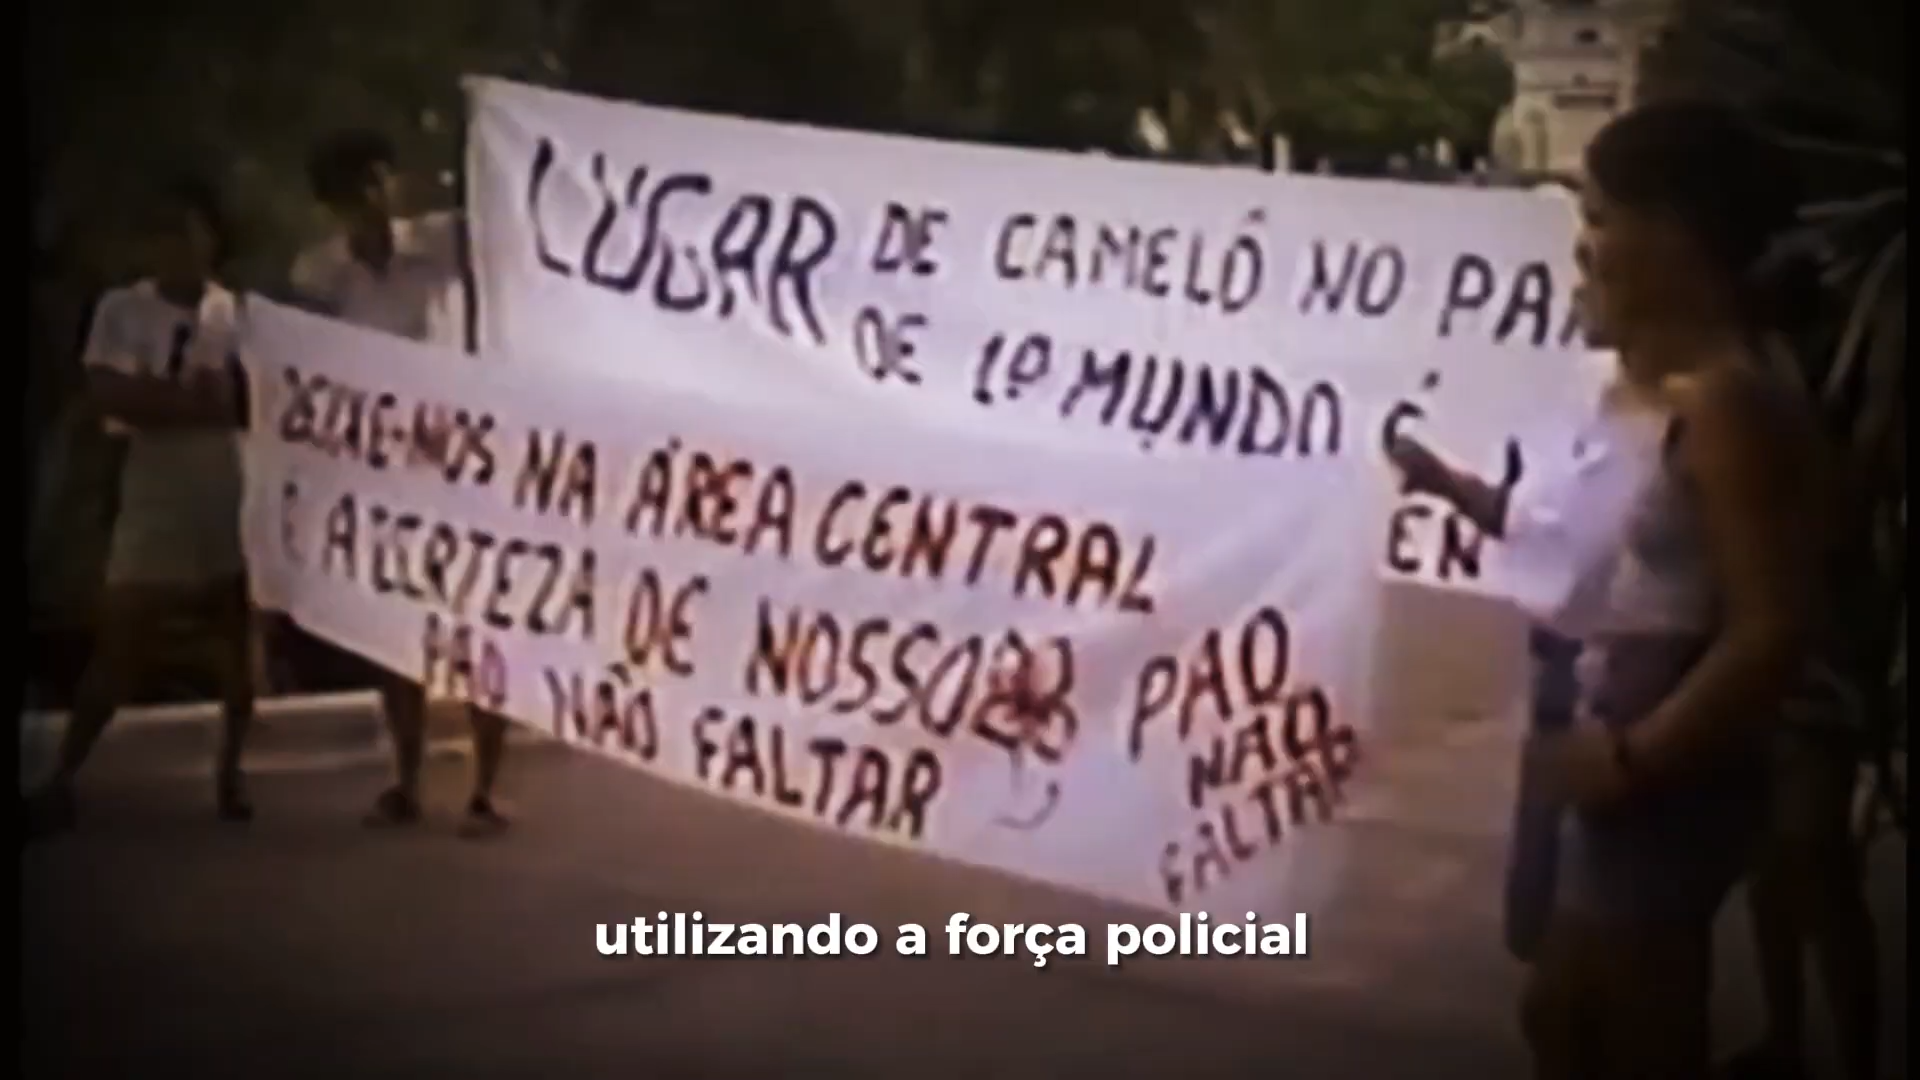 LUGAR DE CAMELÔ NO PA
DE 1º MUNDO É
EN
DEIXE-NOS NA ÁREA CENTRAL
E A CERTEZA DE NOSSO PÃO
NÃO
FALTAR
PÃO NÃO FALTAR
utilizando a força policial